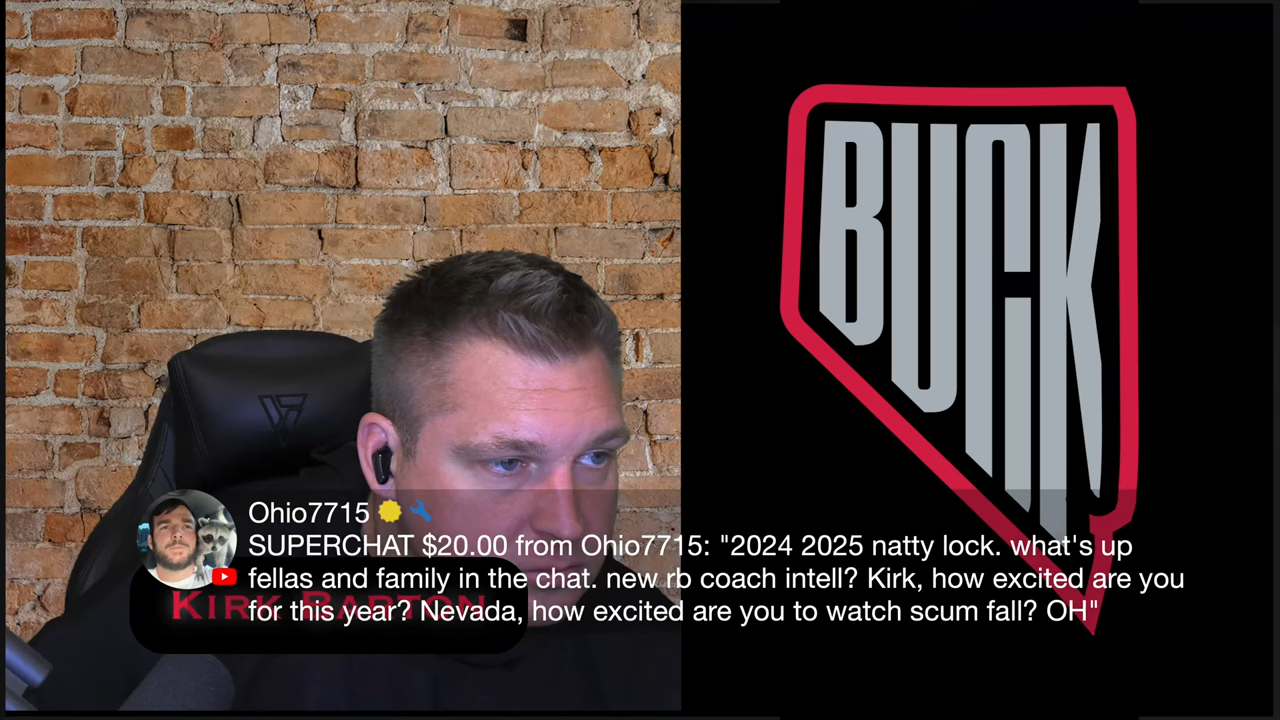 BUCK
Ohio7715
SUPERCHAT $20.00 from Ohio7715: "2024 2025 natty lock. what's up
fellas and family in the chat. new rb coach intell? Kirk, how excited are you
for this year? Nevada, how excited are you to watch scum fall? OH"
KIRK BARTON